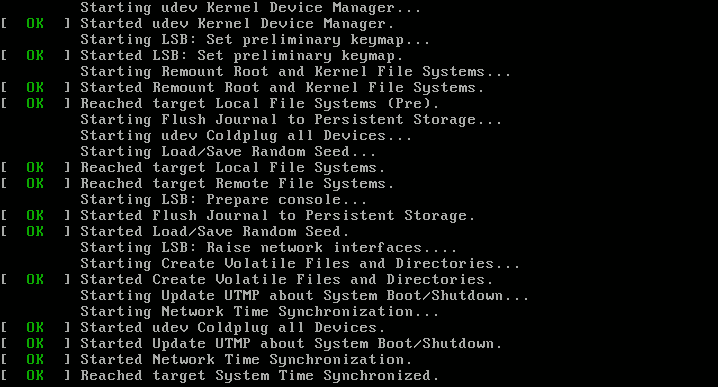 Starting udev Kernel Device Manager...
[  OK  ] Started udev Kernel Device Manager.
Starting LSB: Set preliminary keymap...
[  OK  ] Started LSB: Set preliminary keymap.
Starting Remount Root and Kernel File Systems...
[  OK  ] Started Remount Root and Kernel File Systems.
[  OK  ] Reached target Local File Systems (Pre).
Starting Flush Journal to Persistent Storage...
Starting udev Coldplug all Devices...
Starting Load/Save Random Seed...
[  OK  ] Reached target Local File Systems.
[  OK  ] Reached target Remote File Systems.
Starting LSB: Prepare console...
[  OK  ] Started Flush Journal to Persistent Storage.
[  OK  ] Started Load/Save Random Seed.
Starting LSB: Raise network interfaces....
Starting Create Volatile Files and Directories...
[  OK  ] Started Create Volatile Files and Directories.
Starting Update UTMP about System Boot/Shutdown...
Starting Network Time Synchronization...
[  OK  ] Started udev Coldplug all Devices.
[  OK  ] Started Update UTMP about System Boot/Shutdown.
[  OK  ] Started Network Time Synchronization.
[  OK  ] Reached target System Time Synchronized.